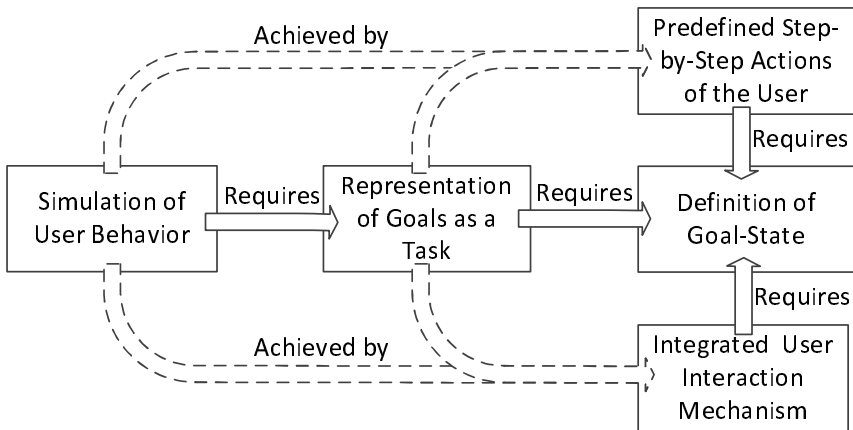 Achieved by
Predefined Step-
by-Step Actions
of the User
Requires
Simulation of
User Behavior
Requires
Representation
of Goals as a
Task
Requires
Definition of
Goal-State
Requires
Achieved by
Integrated User
Interaction
Mechanism